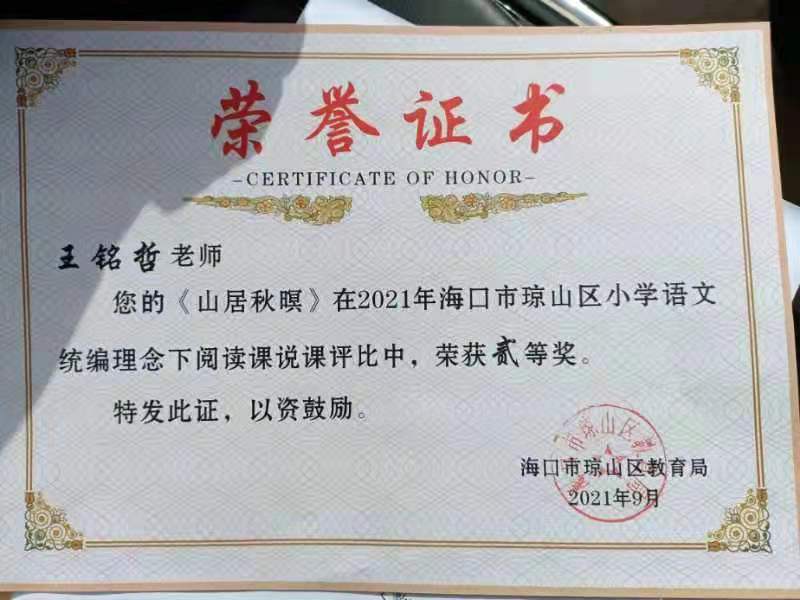 荣誉证书
–CERTIFICATE OF HONOR–
王铭哲老师
您的《山居秋暝》在2021年海口市琼山区小学语文
统编理念下阅读课说课评比中，荣获贰等奖。
特发此证，以资鼓励。
海口市琼山区教育局
2021年9月